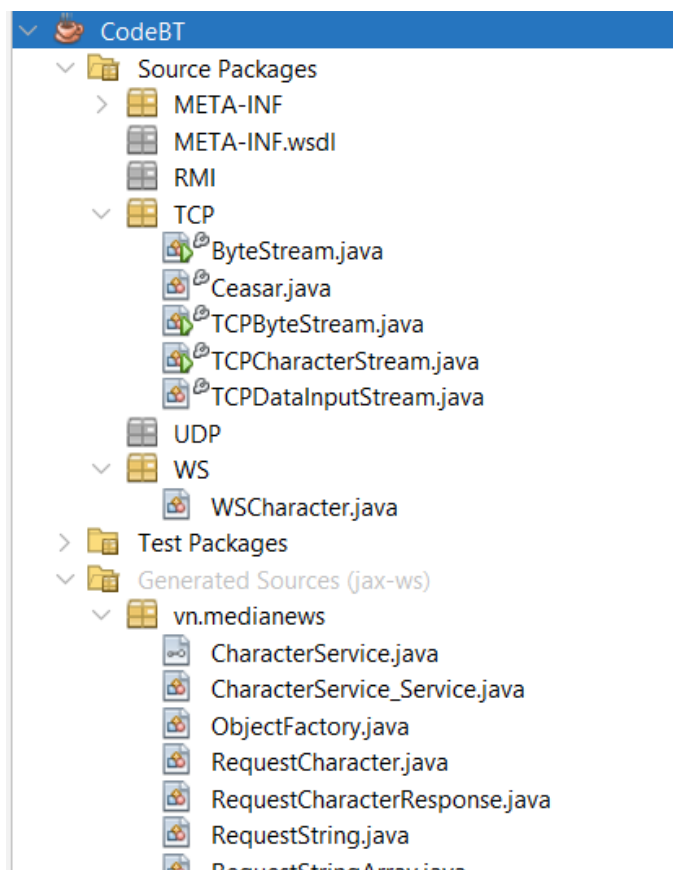 CodeBT
Source Packages
META-INF
META-INF.wsdl
RMI
TCP
ByteStream.java
Ceasar.java
TCPByteStream.java
TCPCharacterStream.java
TCPDataInputStream.java
UDP
WS
WSCharacter.java
Test Packages
Generated Sources (jax-ws)
vn.medianews
CharacterService.java
CharacterService_Service.java
ObjectFactory.java
RequestCharacter.java
RequestCharacterResponse.java
RequestString.java
RequestStringArray.java